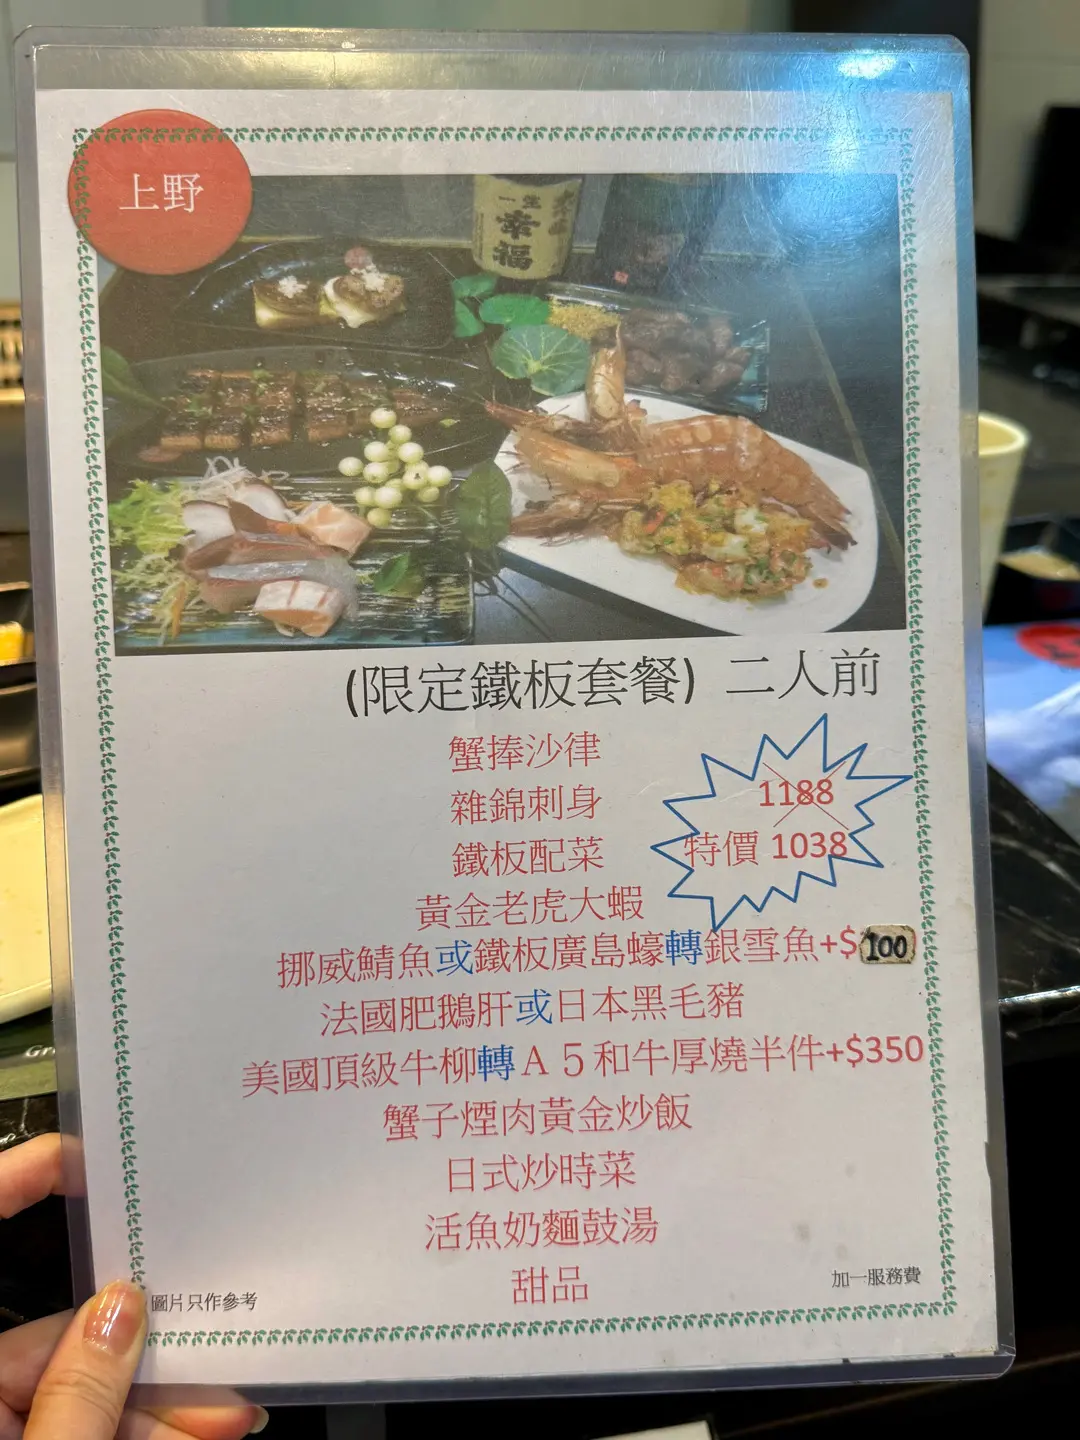 上野
一生
幸福
(限定鐵板套餐) 二人前
蟹捧沙律
雜錦刺身
鐵板配菜
1188
特價 1038
黃金老虎大蝦
挪威鯖魚或鐵板廣島蠔轉銀雪魚+$100
法國肥鵝肝或日本黑毛豬
美國頂級牛柳轉A5和牛厚燒半件+$350
蟹子煙肉黃金炒飯
日式炒時菜
活魚奶麵鼓湯
甜品
圖片只作參考
加一服務費